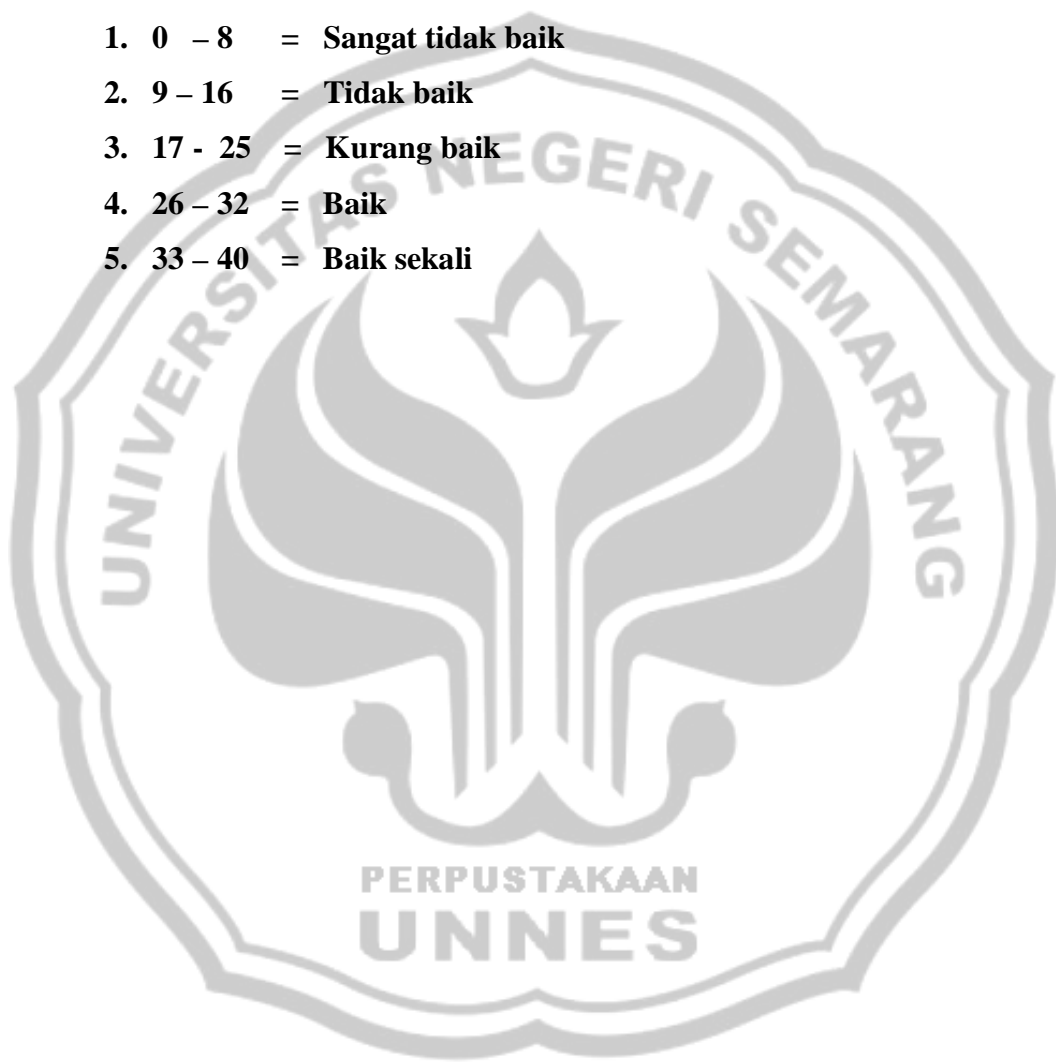 1. 0 – 8 = Sangat tidak baik
2. 9 – 16 = Tidak baik
3. 17 - 25 = Kurang baik
4. 26 – 32 = Baik
5. 33 – 40 = Baik sekali
UNIVERSITAS NEGERI SEMARANG
PERPUSTAKAAN
UNNES